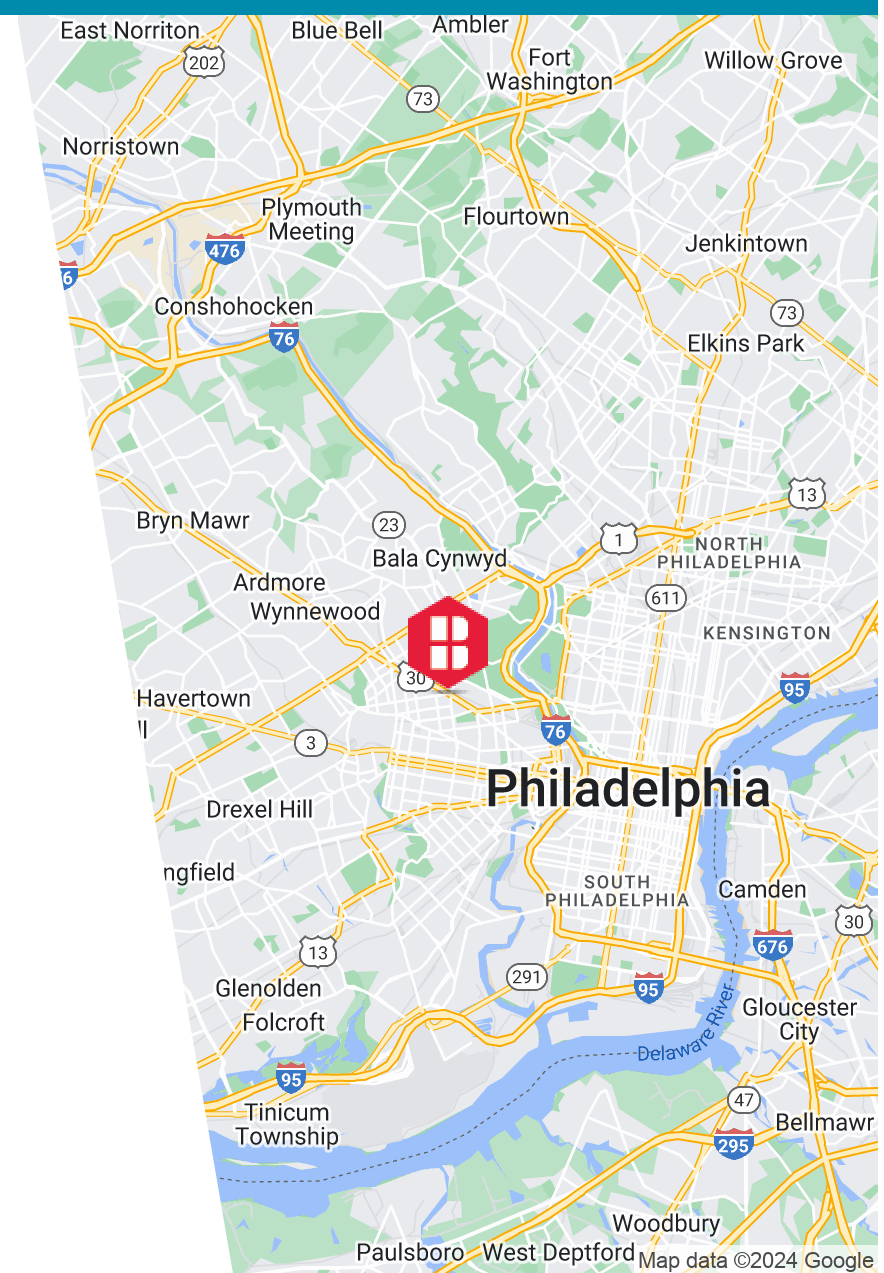 East Norriton
Blue Bell
Ambler
202
Fort
Washington
Willow Grove
73
Norristown
Plymouth
Meeting
Flourtown
476
Jenkintown
6
Conshohocken
73
76
Elkins Park
13
Bryn Mawr
23
1
NORTH
PHILADELPHIA
Bala Cynwyd
Ardmore
Wynnewood
611
KENSINGTON
B
30
95
Havertown
ll
76
3
Philadelphia
Drexel Hill
ngfield
SOUTH
PHILADELPHIA
Camden
30
13
676
291
Glenolden
95
Folcroft
Gloucester
City
Delaware River
95
47
Tinicum
Township
Bellmawr
295
Woodbury
Paulsboro
West Deptford
Map data ©2024 Google